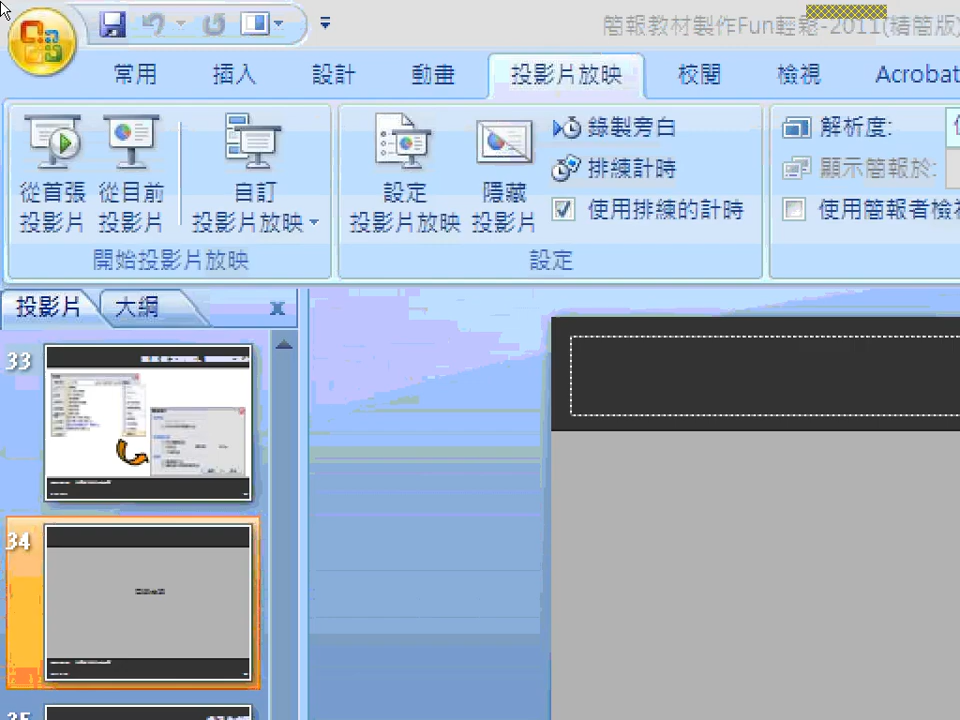 簡報教材製作Fun輕鬆-2011(精簡版)
常用 插入 設計 動畫 投影片放映 校閱 檢視 Acrobat
從首張投影片
從目前投影片
自訂投影片放映
開始投影片放映
設定投影片放映
隱藏投影片
錄製旁白
排練計時
使用排練的計時
設定
解析度:
顯示簡報於:
使用簡報者檢視
投影片 大綱
33
34
35